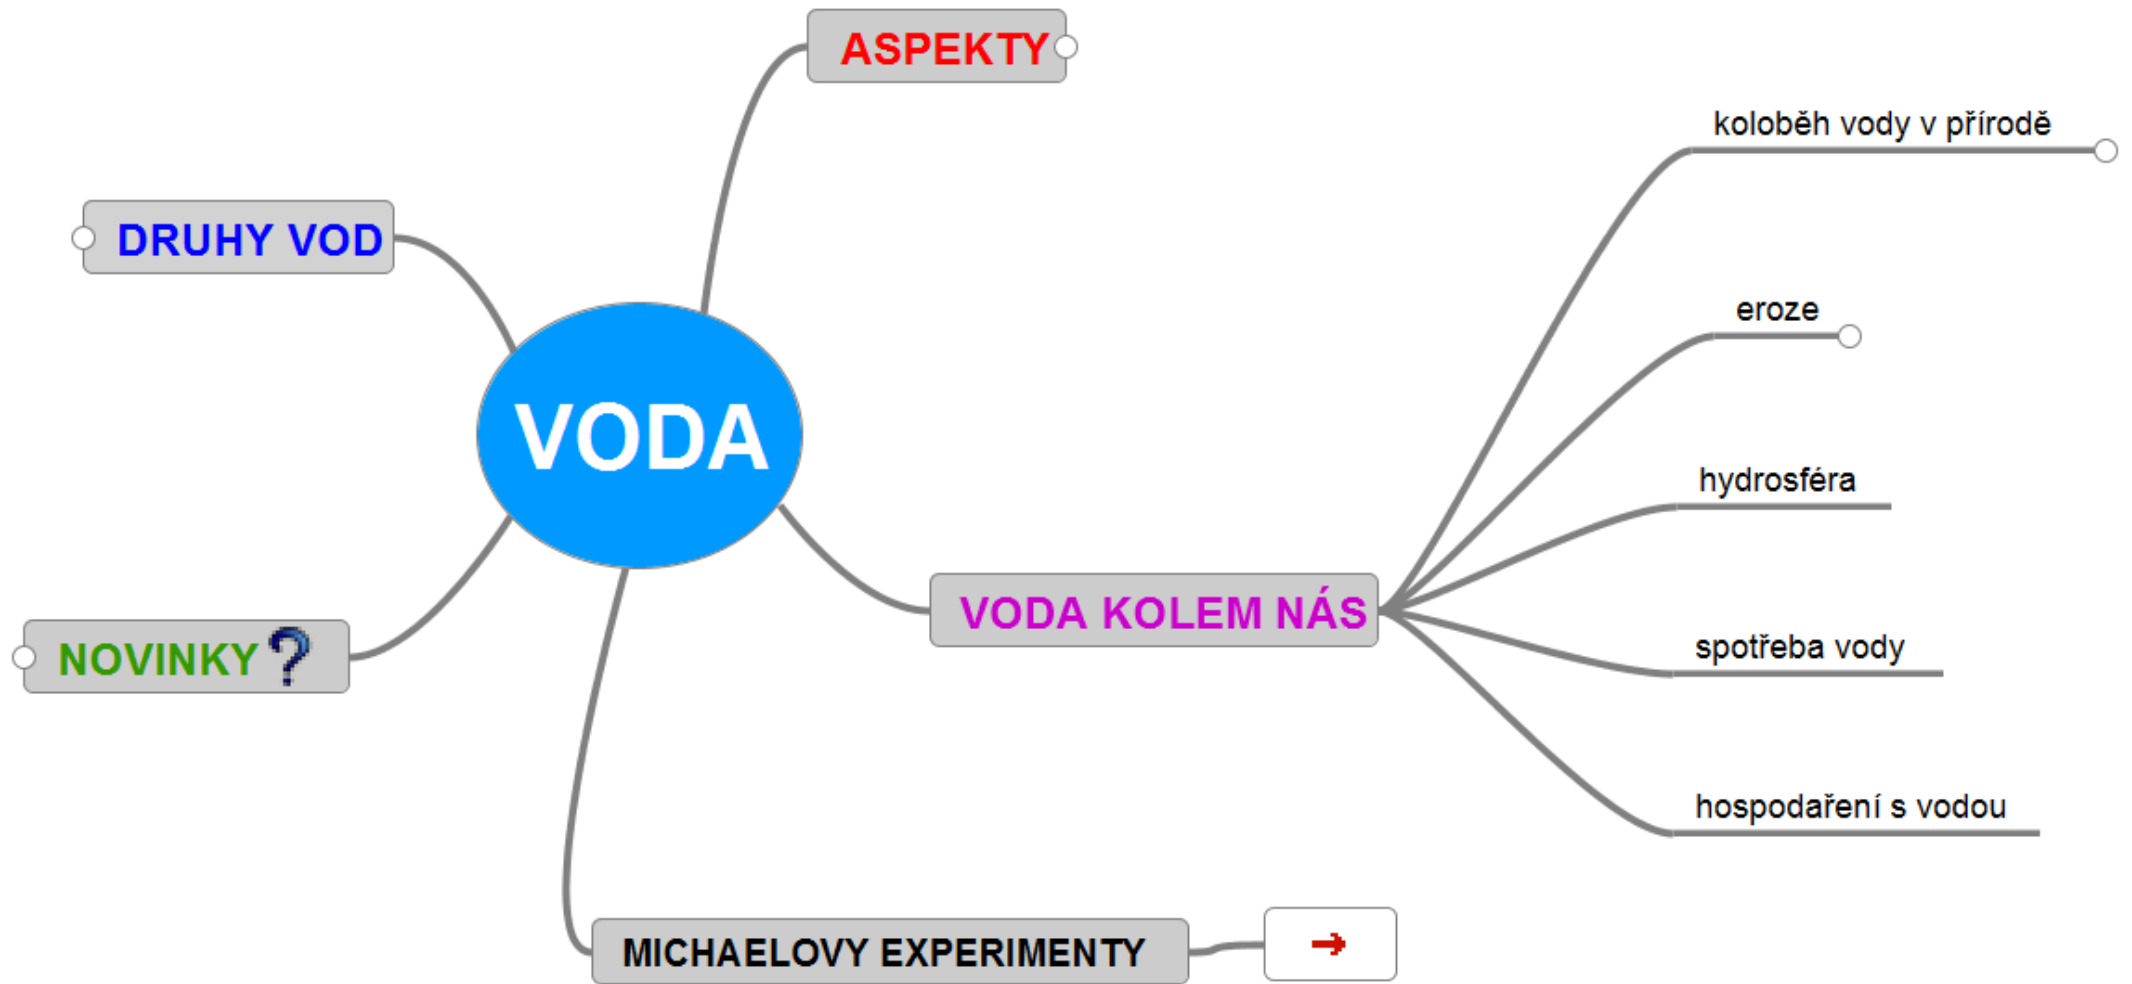 ASPEKTY
koloběh vody v přírodě
DRUHY VOD
eroze
VODA
hydrosféra
VODA KOLEM NÁS
NOVINKY?
spotřeba vody
hospodaření s vodou
MICHAELOVY EXPERIMENTY